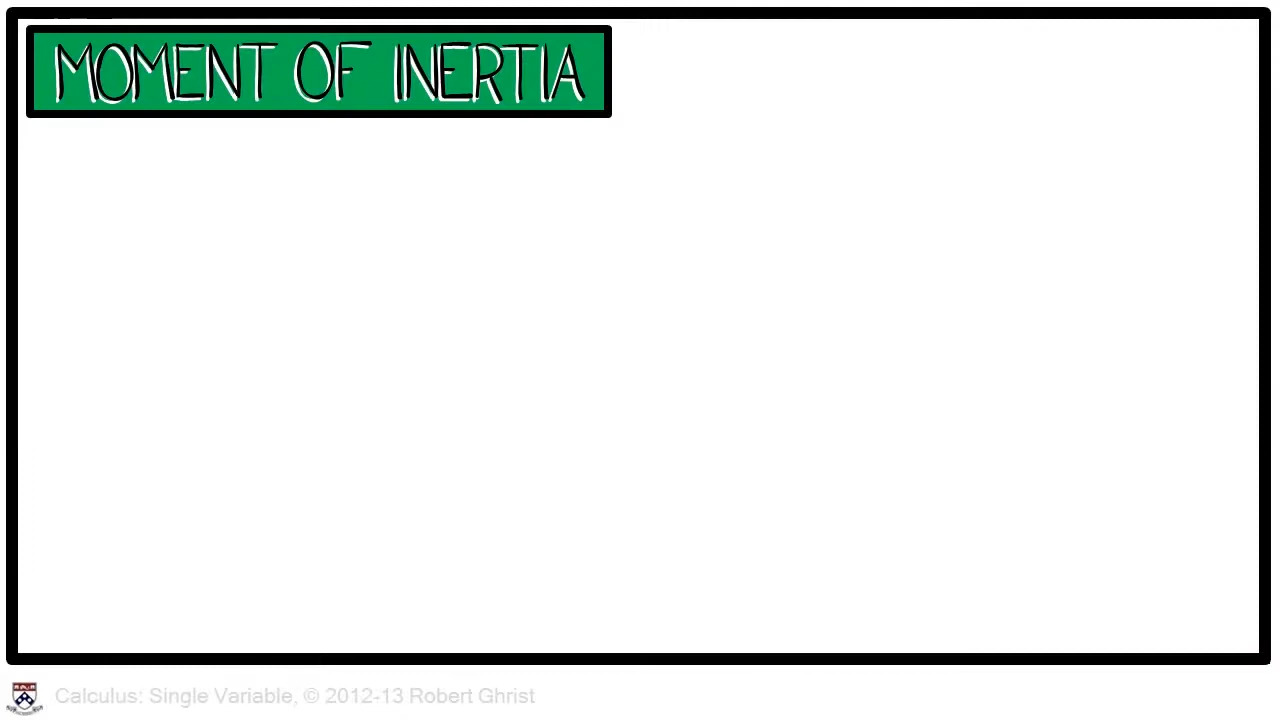 MOMENT OF INERTIA
Calculus: Single Variable, © 2012-13 Robert Ghrist